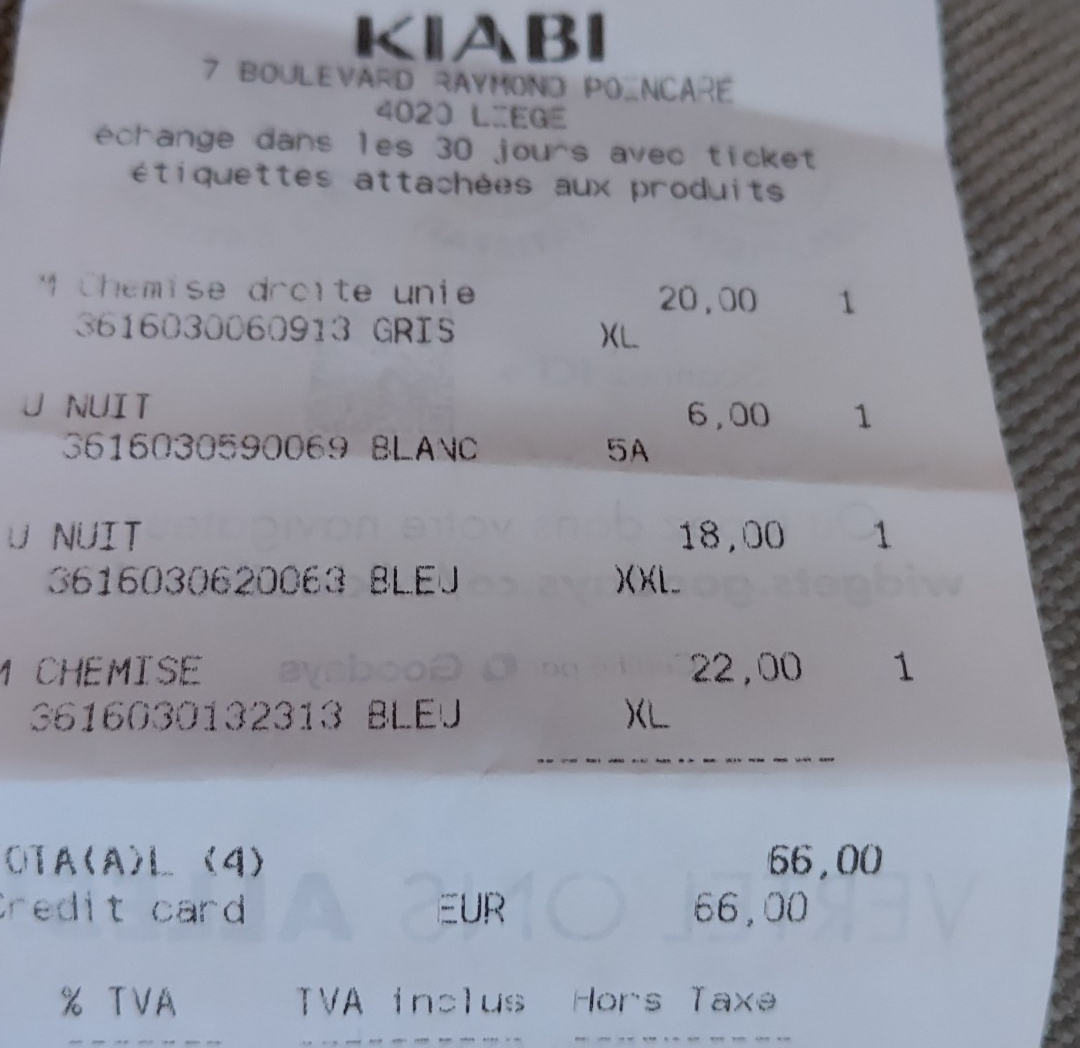 KIABI
7 BOULEVARD RAYMOND POINCARE
4020 LIEGE
échange dans les 30 jours avec ticket
étiquettes attachées aux produits
M Chemise droite unie 20,00 1
3616030060913 GRIS XL
U NUIT 6,00 1
3616030590069 BLANC 5A
U NUIT 18,00 1
3616030620063 BLEU XXL
M CHEMISE 22,00 1
3616030132313 BLEU XL
OTA(A)L (4) 66,00
Credit card EUR 66,00
% TVA TVA inclus Hors Taxe